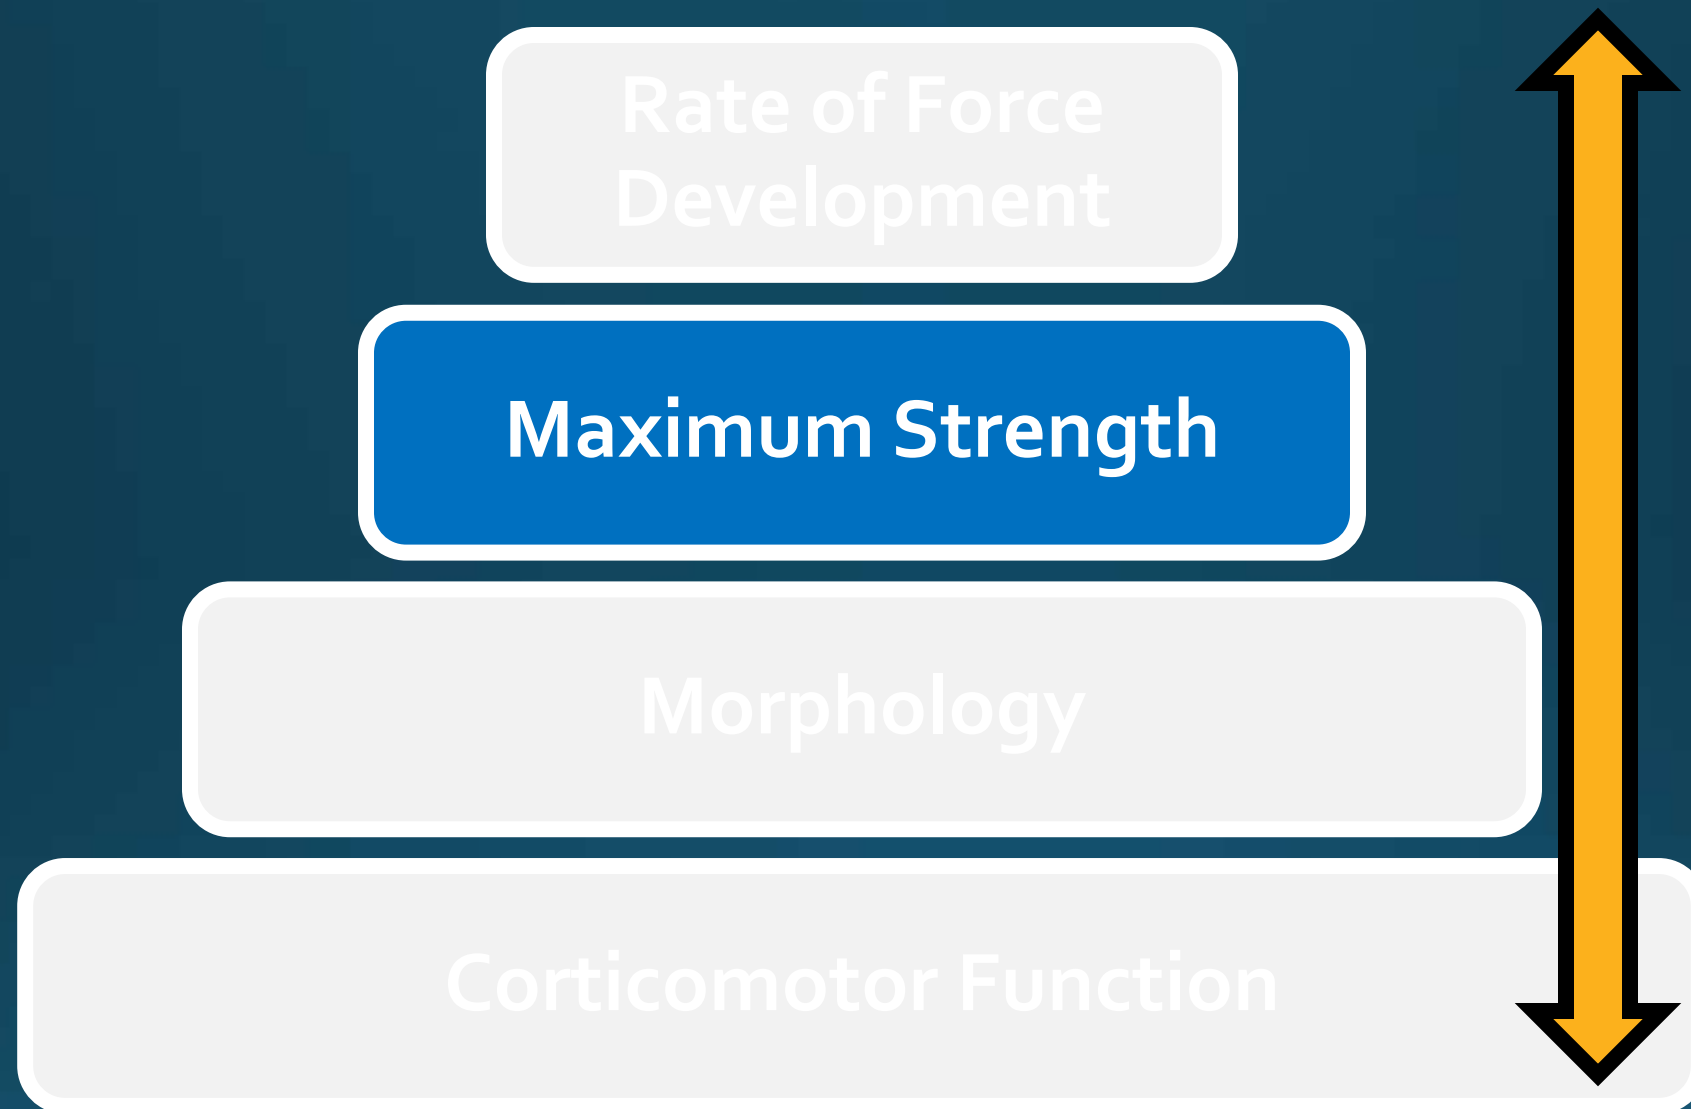 Rate of Force
Development
Maximum Strength
Morphology
Corticomotor Function